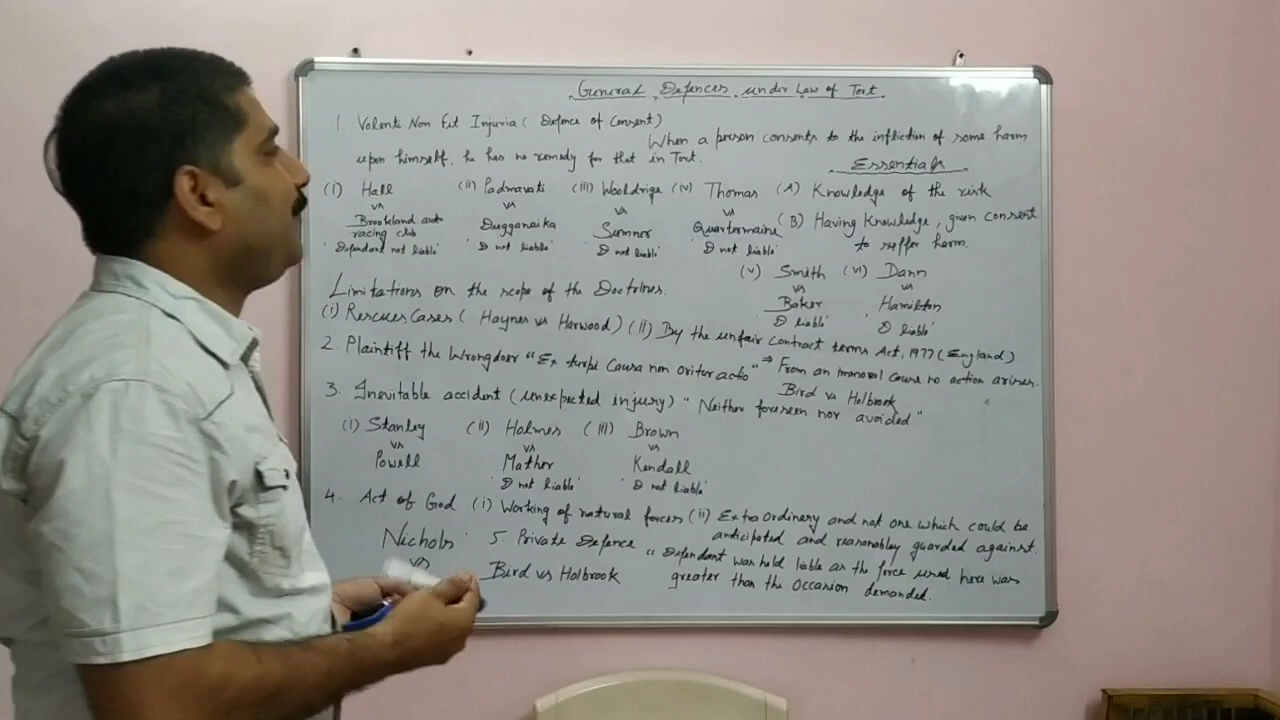 General Defences under Law of Tort.
1. Volenti Non Fit Injuria ( Defence of Consent)
When a person consents to the infliction of some harm
upon himself, he has no remedy for that in Tort.
Essentials
(i) Hall (ii) Padmavati (iii) Wooldrige (iv) Thomas (A) Knowledge of the risk
vs vs vs vs
Brookland auto racing club Dugganaika Sumner Quartermaine (B) Having Knowledge, given consent
to suffer harm.
'Defendant not liable' 'D not liable' 'D not liable' 'D not liable'
(v) Smith (vi) Dann
vs vs
Baker Hamilton
'D liable' 'D liable'
Limitations on the scope of the Doctrines.
(i) Rescues Cases ( Haynes vs Harwood) (ii) By the unfair contract terms Act, 1977 (England)
2. Plaintiff the Wrongdoer "Ex turpi Causa non oritur actio" ⇒ From an immoral cause no action arises.
Bird vs Holbrook
3. Inevitable accident (unexpected injury) "Neither foreseen nor avoided"
(i) Stanley (ii) Holmes (iii) Brown
vs vs vs
Powell Mather Kendall
'D not liable' 'D not liable'
4. Act of God (i) Working of natural forces (ii) Extraordinary and not one which could be
anticipated and reasonably guarded against.
Nichols
vs
5. Private Defence "Defendant was held liable as the force used here was
Bird vs Holbrook greater than the occasion demanded.